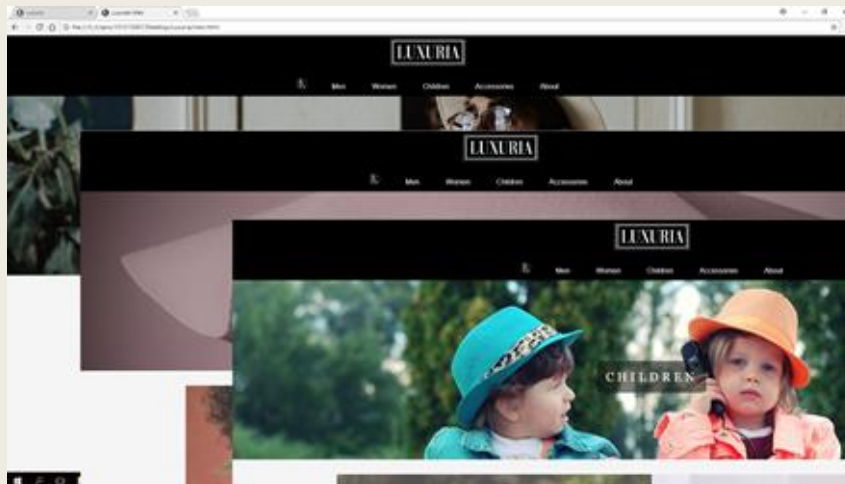 LUXURIA
Men Women Children Accessories About
LUXURIA
Men Women Children Accessories About
LUXURIA
Men Women Children Accessories About
CHILDREN